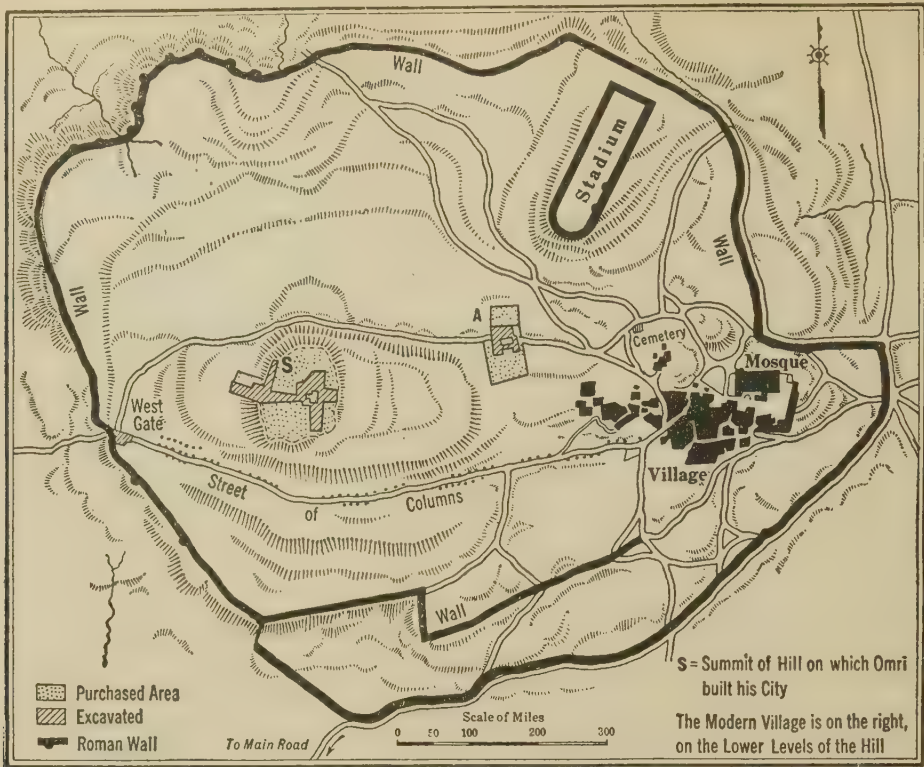 Wall
Stadium
Wall
Wall
A
Cemetery
Mosque
S
West
Gate
Street
of
Columns
Village
Wall
S = Summit of Hill on which Omri
built his City
The Modern Village is on the right,
on the Lower Levels of the Hill
Purchased Area
Excavated
Roman Wall
To Main Road
Scale of Miles
0 50 100 200 300